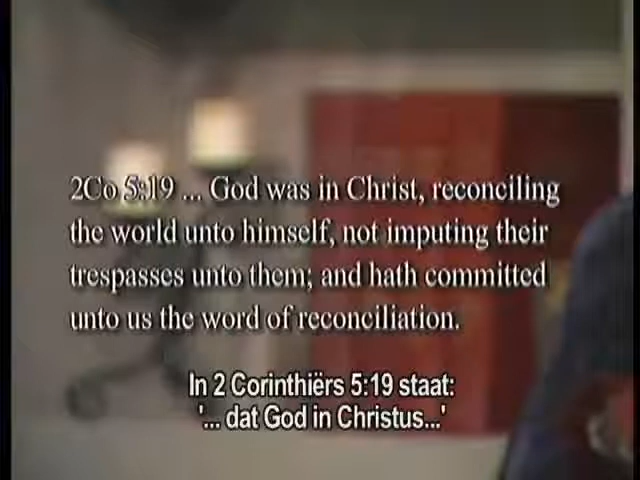 2Co 5:19 ... God was in Christ, reconciling
the world unto himself, not imputing their
trespasses unto them; and hath committed
unto us the word of reconciliation.
In 2 Corinthiërs 5:19 staat:
'... dat God in Christus...'